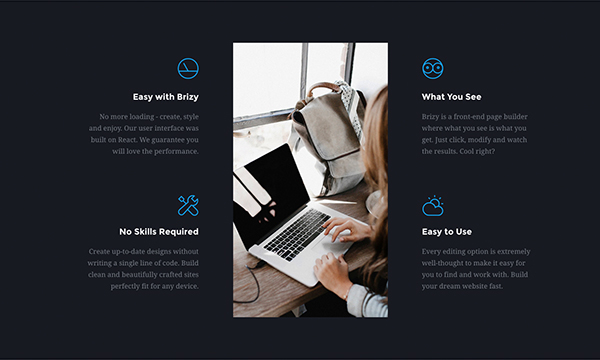 Easy with Brizy
No more loading - create, style
and enjoy. Our user interface was
built on React. We guarantee you
will love the performance.
No Skills Required
Create up-to-date designs without
writing a single line of code. Build
clean and beautifully crafted sites
perfectly fit for any device.
What You See
Brizy is a front-end page builder
where what you see is what you
get. Just click, modify and watch
the results. Cool right?
Easy to Use
Every editing option is extremely
well-thought to make it easy for
you to find and work with. Build
your dream website fast.